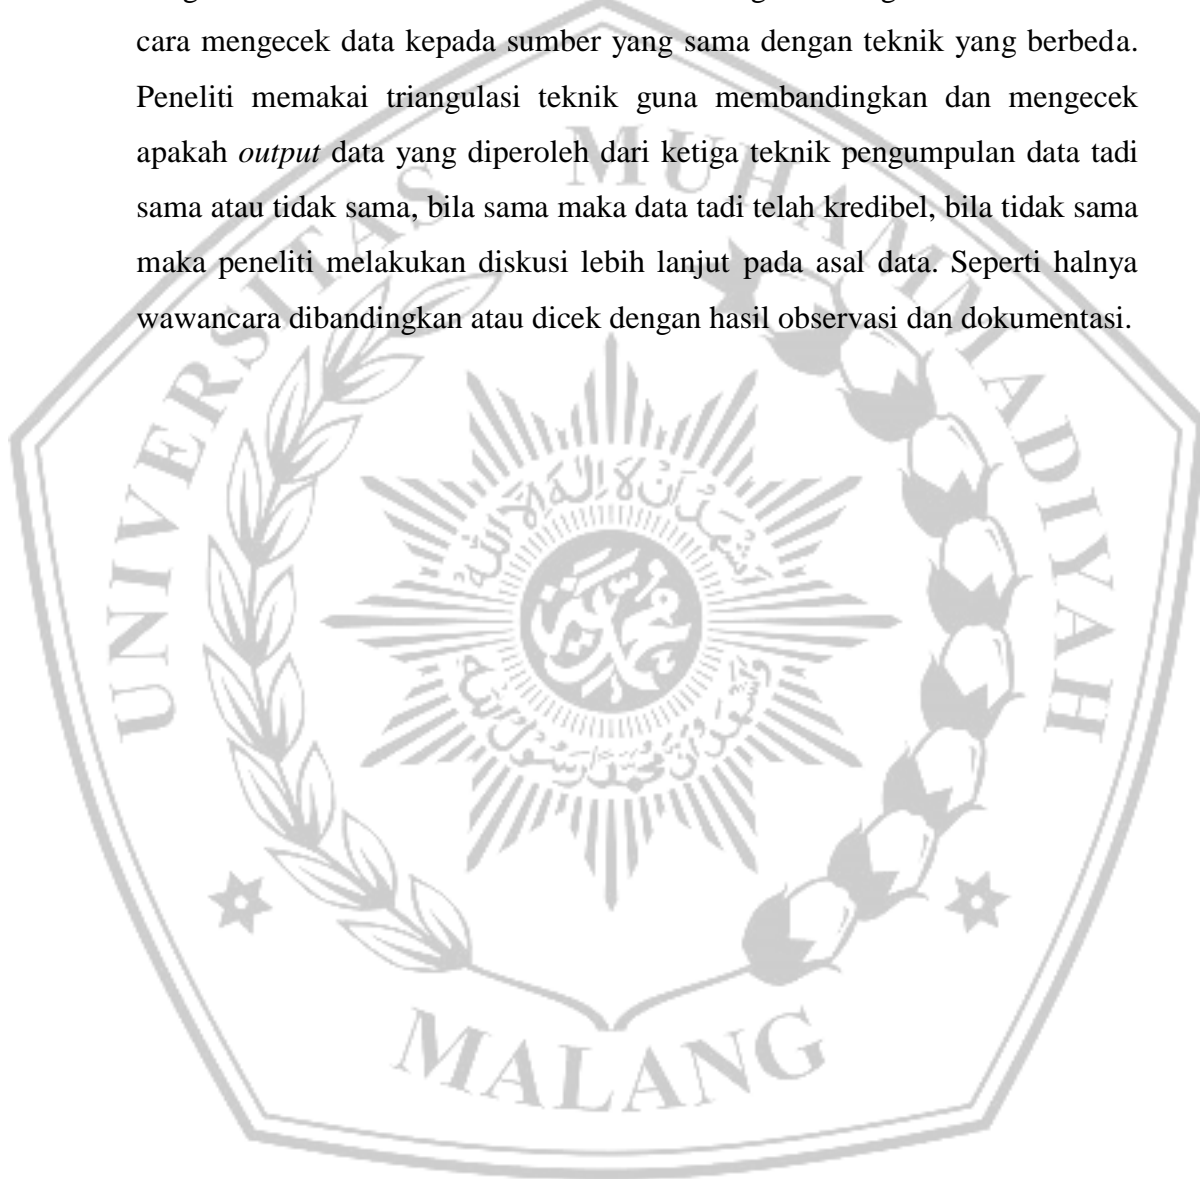 cara mengecek data kepada sumber yang sama dengan teknik yang berbeda.
Peneliti memakai triangulasi teknik guna membandingkan dan mengecek
apakah output data yang diperoleh dari ketiga teknik pengumpulan data tadi
sama atau tidak sama, bila sama maka data tadi telah kredibel, bila tidak sama
maka peneliti melakukan diskusi lebih lanjut pada asal data. Seperti halnya
wawancara dibandingkan atau dicek dengan hasil observasi dan dokumentasi.
UNIVERSITAS MUHAMMADIYAH
MALANG